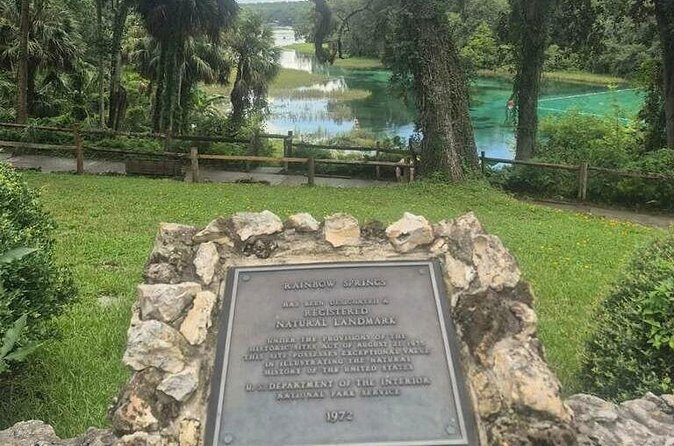 RAINBOW SPRINGS
HAS BEEN DESIGNATED A
REGISTERED
NATURAL LANDMARK
UNDER THE PROVISIONS OF THE
HISTORIC SITES ACT OF AUGUST 21, 1935.
THIS SITE POSSESSES EXCEPTIONAL VALUE
IN ILLUSTRATING THE NATURAL
HISTORY OF THE UNITED STATES
U. S. DEPARTMENT OF THE INTERIOR
NATIONAL PARK SERVICE
1972